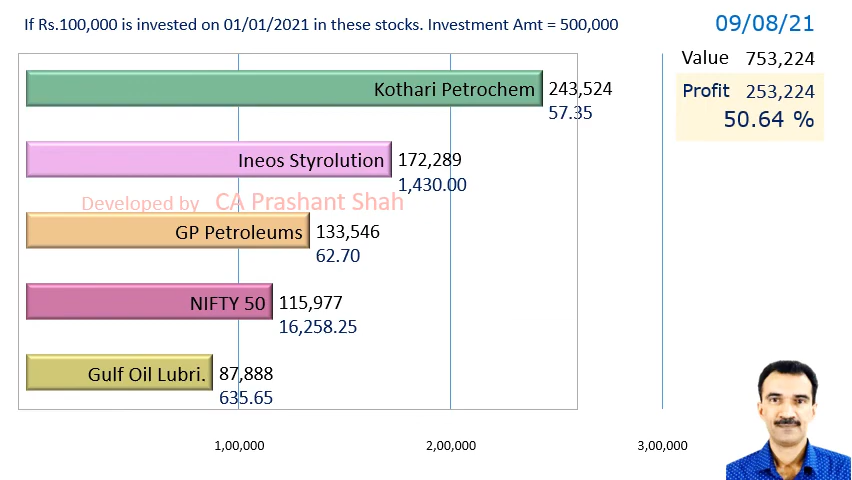 If Rs.100,000 is invested on 01/01/2021 in these stocks. Investment Amt = 500,000
09/08/21
Value 753,224
Profit 253,224
50.64 %
Kothari Petrochem 243,524
57.35
Ineos Styrolution 172,289
1,430.00
Developed by CA Prashant Shah
GP Petroleums 133,546
62.70
NIFTY 50 115,977
16,258.25
Gulf Oil Lubri. 87,888
635.65
1,00,000 2,00,000 3,00,000